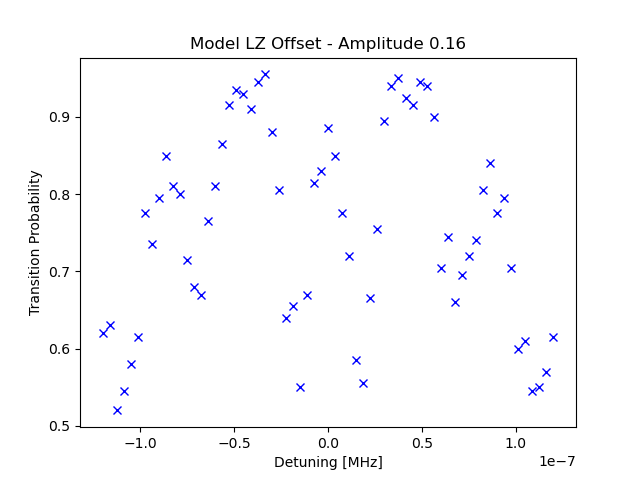 Model LZ Offset - Amplitude 0.16
Transition Probability
0.9
0.8
0.7
0.6
0.5
−1.0 −0.5 0.0 0.5 1.0
1e−7
Detuning [MHz]